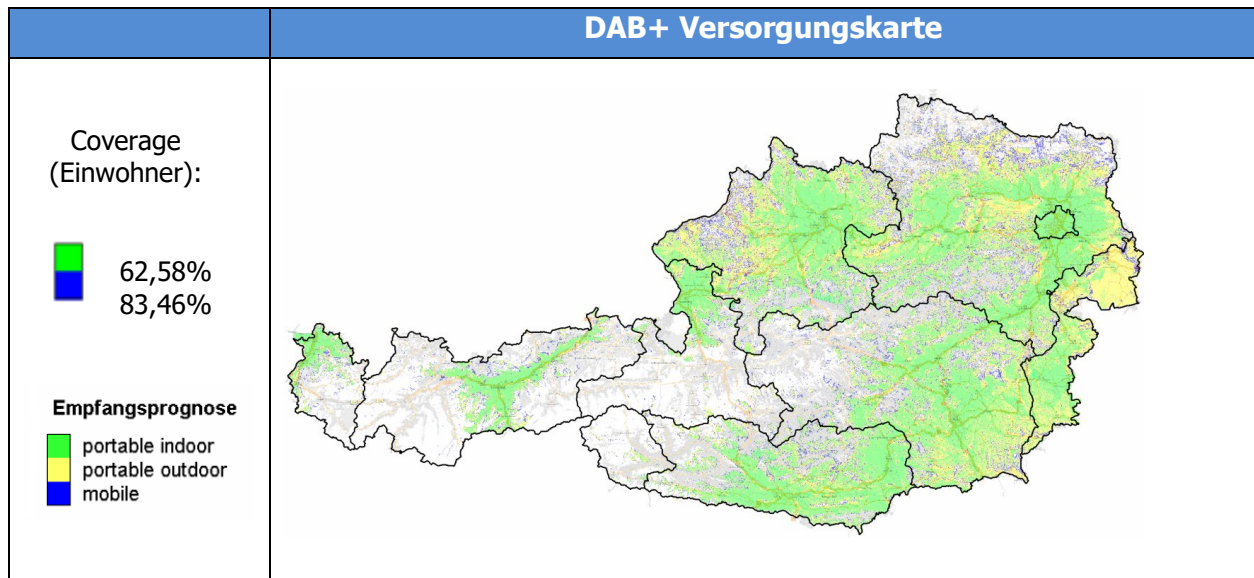 DAB+ Versorgungskarte
Coverage
(Einwohner):
62,58%
83,46%
Empfangsprognose
portable indoor
portable outdoor
mobile